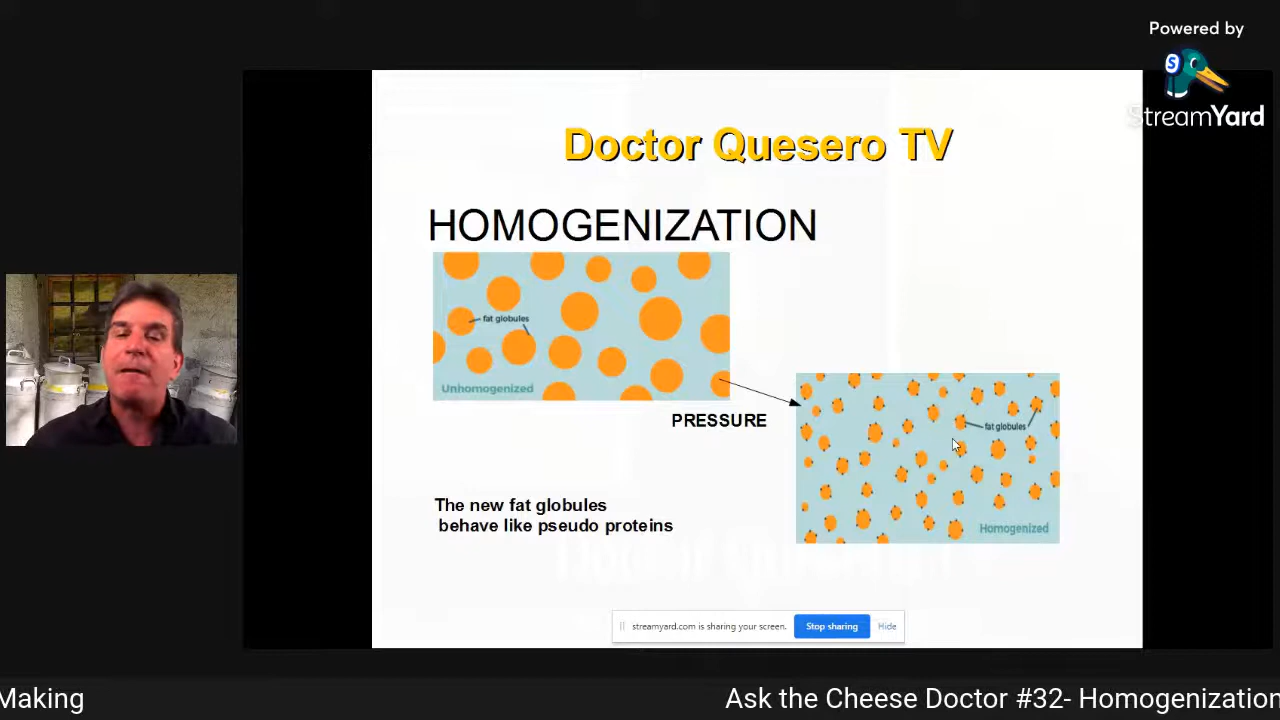 Powered by
StreamYard
Doctor Quesero TV
HOMOGENIZATION
fat globules
Unhomogenized
PRESSURE
fat globules
Homogenized
The new fat globules
behave like pseudo proteins
streamyard.com is sharing your screen.
Stop sharing
Hide
Making
Ask the Cheese Doctor #32- Homogenization